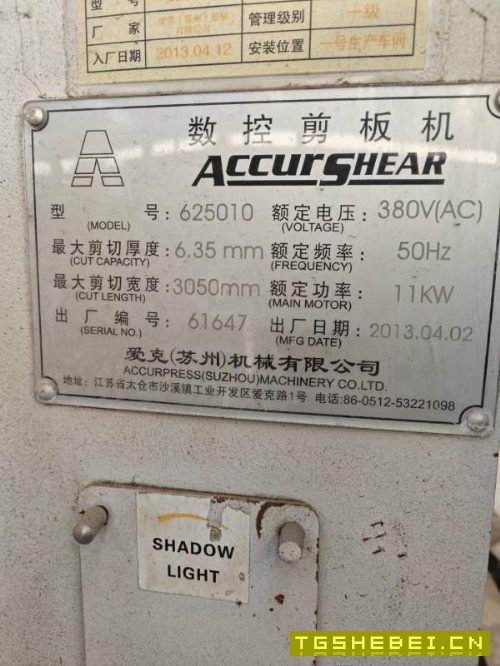 型 号
管理级别 一级
厂 家
入厂日期 2013.04.12 安装位置 一号生产车间
数控剪板机
ACCURSHEAR
型 号: 625010 额定电压: 380V(AC)
(MODEL) (VOLTAGE)
最大剪切厚度: 6.35 mm 额定频率: 50Hz
(CUT CAPACITY) (FREQUENCY)
最大剪切宽度: 3050mm 额定功率: 11KW
(CUT LENGTH) (MAIN MOTOR)
出 厂 编 号: 61647 出厂日期: 2013.04.02
(SERIAL NO.) (MFG DATE)
爱克(苏州)机械有限公司
ACCURPRESS(SUZHOU)MACHINERY CO.LTD.
地址: 江苏省太仓市沙溪镇工业开发区爱克路1号 电话:86-0512-53221098
SHADOW
LIGHT
TGSHEBEI.CN